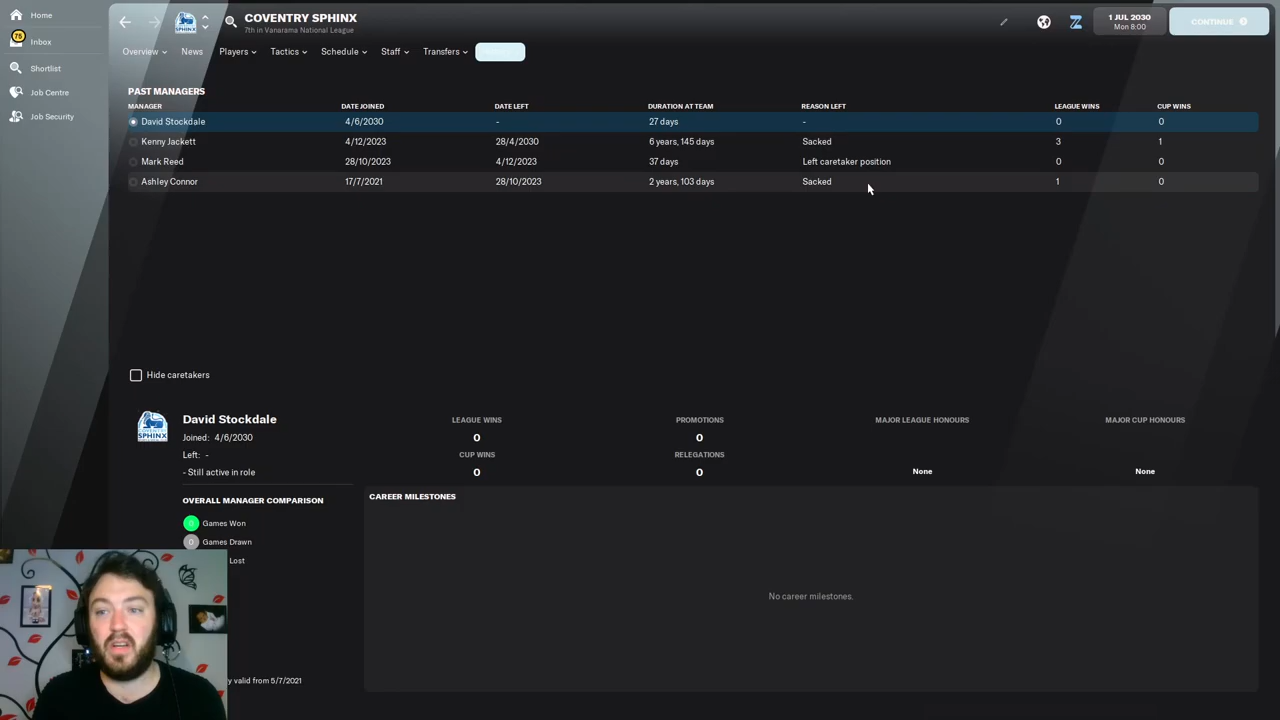 Home
75
Inbox
Shortlist
Job Centre
Job Security
SPHINX
COVENTRY SPHINX
7th in Vanarama National League
1 JUL 2030
Mon 8:00
CONTINUE
Overview
News
Players
Tactics
Schedule
Staff
Transfers
PAST MANAGERS
MANAGER DATE JOINED DATE LEFT DURATION AT TEAM REASON LEFT LEAGUE WINS CUP WINS
David Stockdale 4/6/2030 - 27 days - 0 0
Kenny Jackett 4/12/2023 28/4/2030 6 years, 145 days Sacked 3 1
Mark Reed 28/10/2023 4/12/2023 37 days Left caretaker position 0 0
Ashley Connor 17/7/2021 28/10/2023 2 years, 103 days Sacked 1 0
Hide caretakers
COVENTRY
SPHINX
David Stockdale
Joined: 4/6/2030
Left: -
- Still active in role
LEAGUE WINS
0
CUP WINS
0
PROMOTIONS
0
RELEGATIONS
0
MAJOR LEAGUE HONOURS
None
MAJOR CUP HONOURS
None
OVERALL MANAGER COMPARISON
0 Games Won
0 Games Drawn
Lost
valid from 5/7/2021
CAREER MILESTONES
No career milestones.